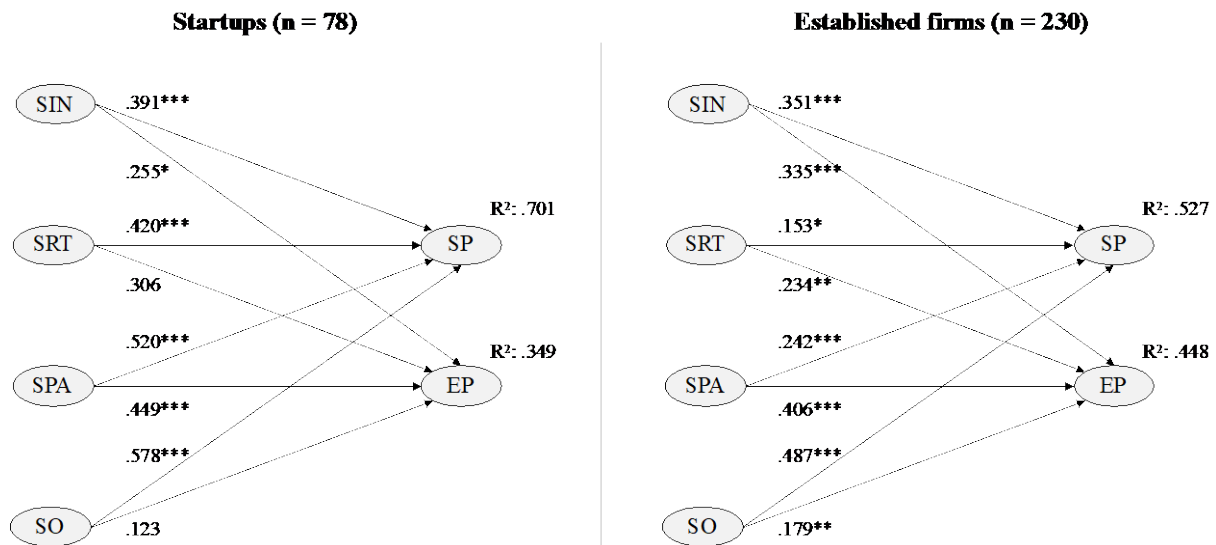 Startups (n = 78)
SIN
.391***
.255*
R²: .701
.420***
SRT
SP
.306
.520***
R²: .349
SPA
EP
.449***
.578***
SO
.123
Established firms (n = 230)
SIN
.351***
.335***
R²: .527
.153*
SRT
SP
.234**
.242***
R²: .448
SPA
EP
.406***
.487***
SO
.179**